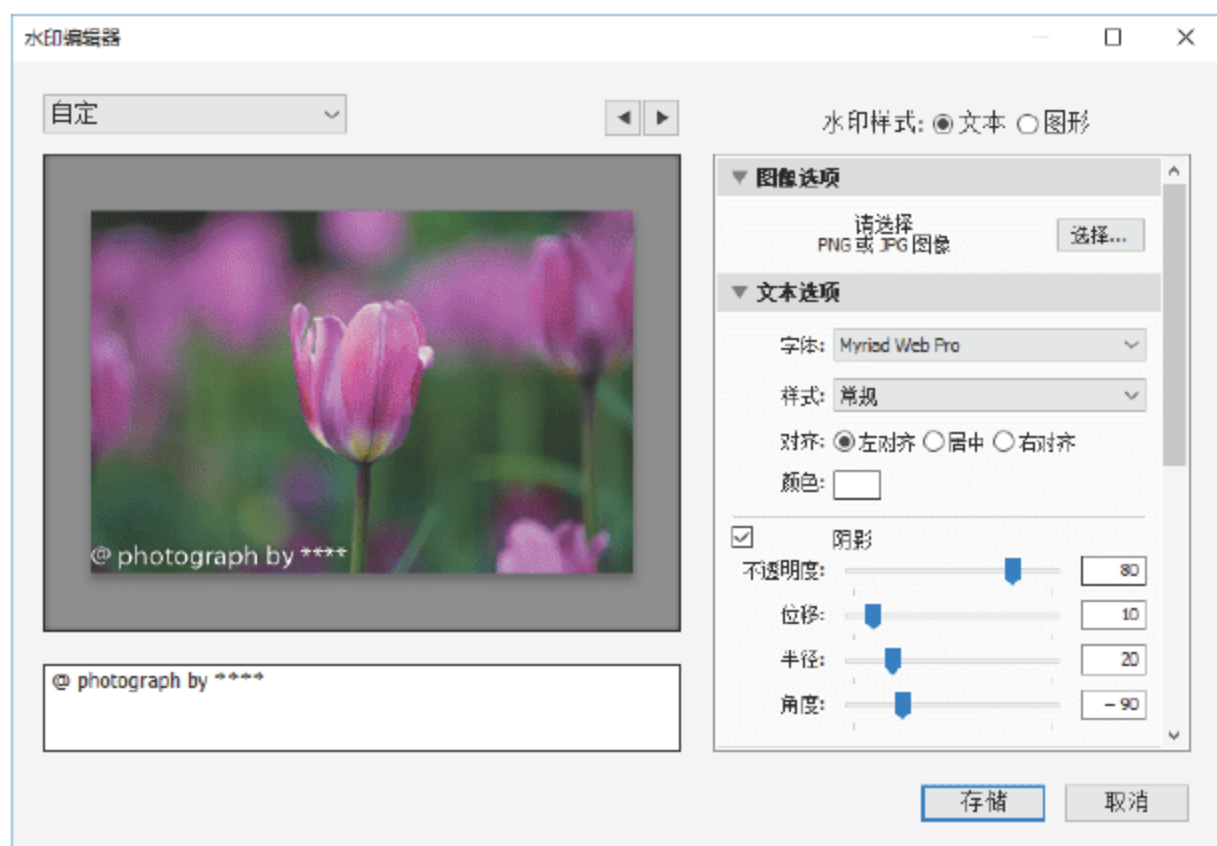 水印编辑器
自定
水印样式: 文本 图形
图像选项
请选择
PNG 或 JPG 图像
选择...
文本选项
字体: Myriad Web Pro
样式: 常规
对齐: 左对齐 居中 右对齐
颜色:
阴影
不透明度: 80
位移: 10
半径: 20
角度: - 90
@ photograph by ****
@ photograph by ****
存储
取消